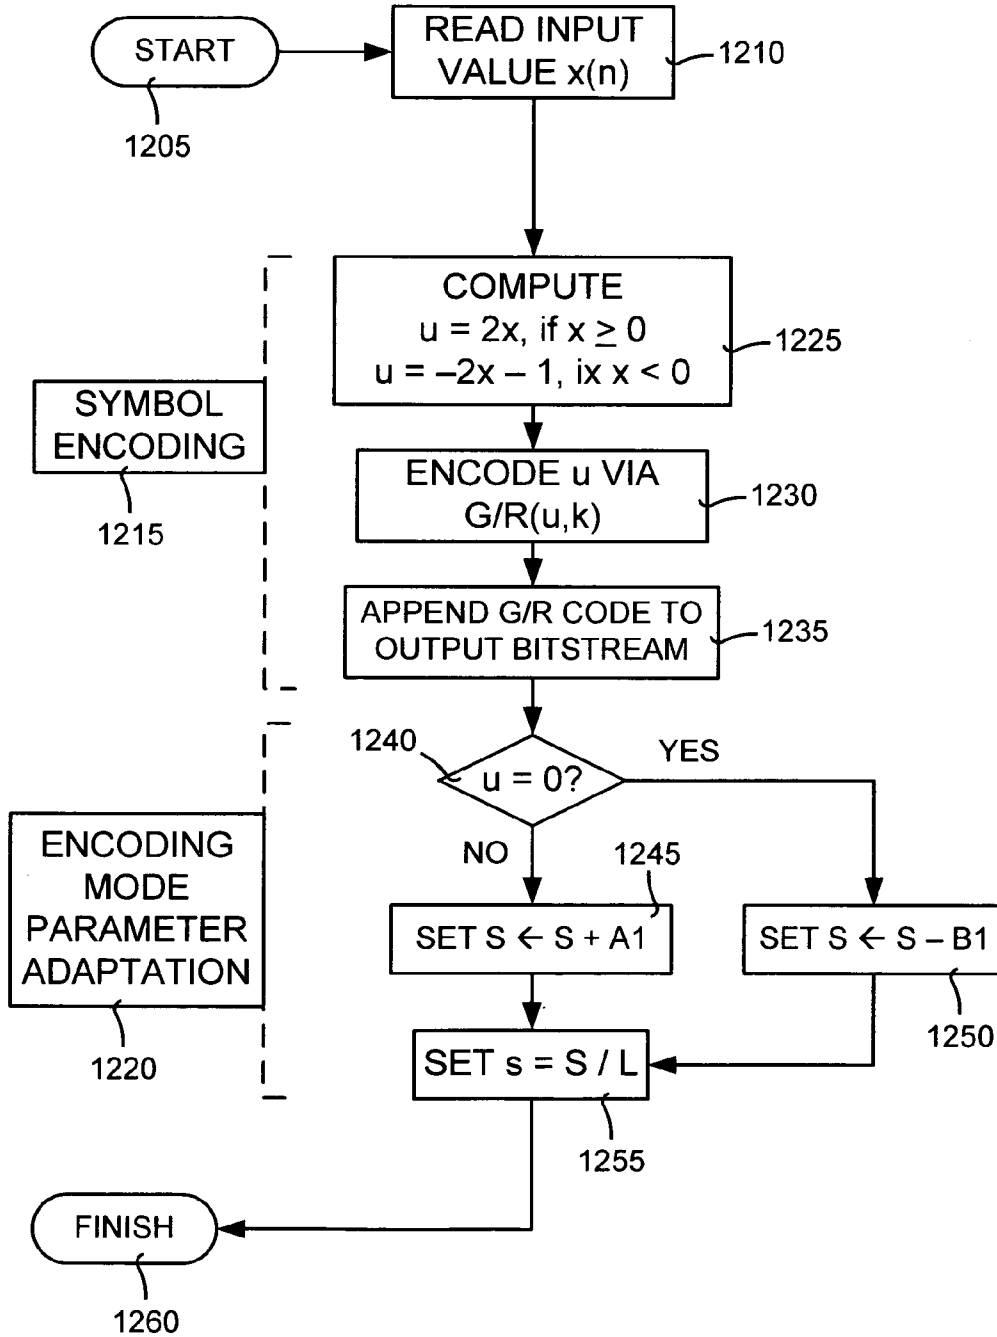 START
READ INPUT
VALUE x(n)
1210
1205
COMPUTE
u = 2x, if x ≥ 0
u = –2x – 1, ix x < 0
1225
SYMBOL
ENCODING
1215
ENCODE u VIA
G/R(u,k)
1230
APPEND G/R CODE TO
OUTPUT BITSTREAM
1235
1240
u = 0?
YES
NO
1245
ENCODING
MODE
PARAMETER
ADAPTATION
1220
SET S ← S + A1
SET S ← S – B1
1250
SET s = S / L
1255
FINISH
1260